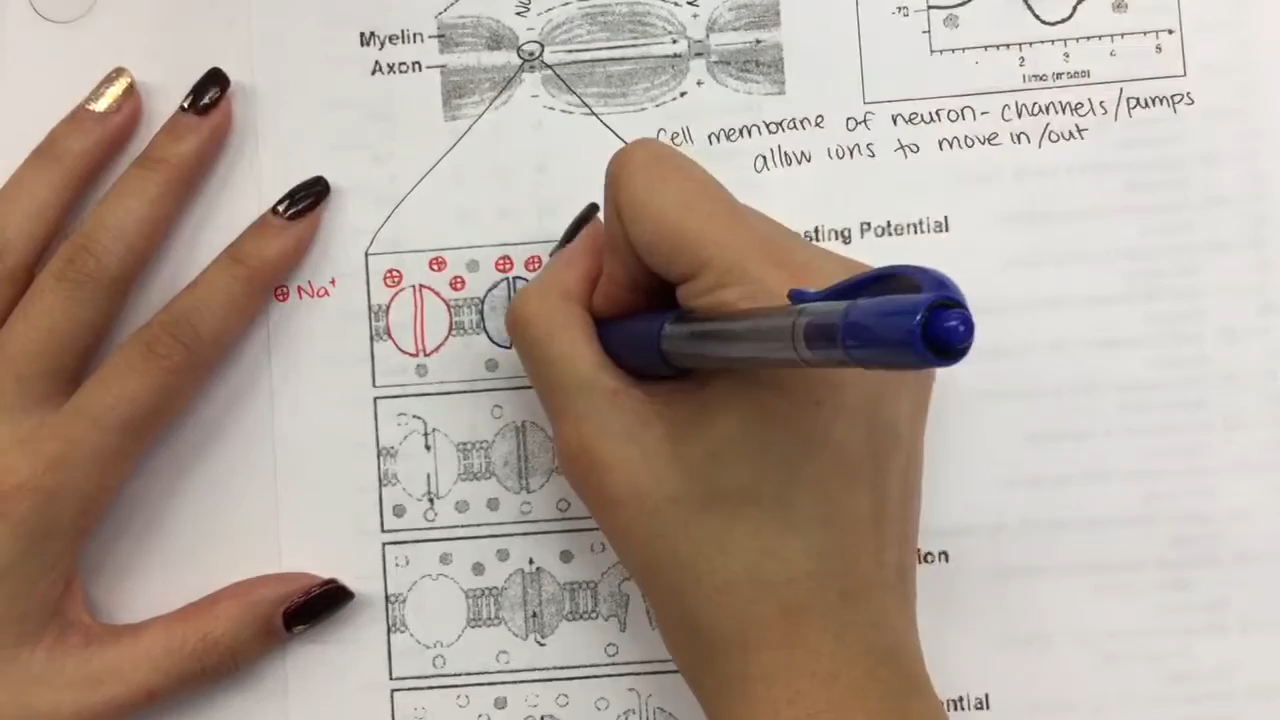 Na
Myelin
Axon
-70
2 3 4 5
Time (msec)
Cell membrane of neuron- channels/pumps
allow ions to move in/out
sting Potential
⊕ Na⁺
ion
ntial